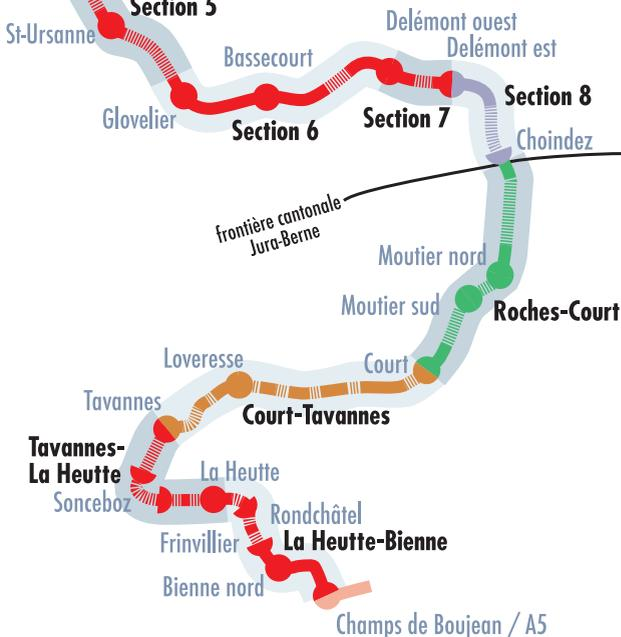 Section 5
St-Ursanne
Delémont ouest
Delémont est
Bassecourt
Glovelier
Section 6
Section 7
Section 8
Choindez
frontière cantonale
Jura-Berne
Moutier nord
Moutier sud
Roches-Court
Loveresse
Court
Tavannes
Court-Tavannes
Tavannes-
La Heutte
La Heutte
Sonceboz
Rondchâtel
Frinvillier
La Heutte-Bienne
Bienne nord
Champs de Boujean / A5